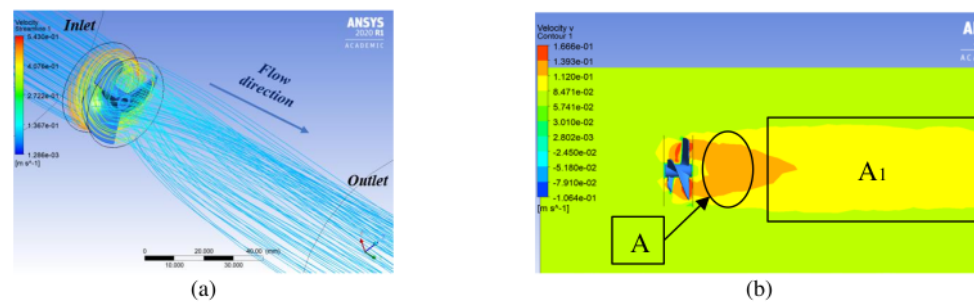 Velocity
Streamline 1
5.430e-01
4.076e-01
2.722e-01
1.367e-01
1.286e-03
[m s^-1]
Inlet
ANSYS
2020 R1
ACADEMIC
Flow
direction
Outlet
0
20.000
40.00 (mm)
10.000
30.000
(a)
Velocity v
Contour 1
1.666e-01
1.393e-01
1.120e-01
8.471e-02
5.741e-02
3.010e-02
2.802e-03
-2.450e-02
-5.180e-02
-7.910e-02
-1.064e-01
[m s^-1]
A1
A
(b)